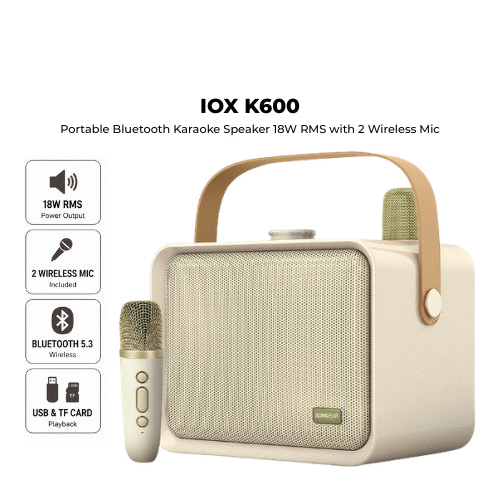 IOX K600
Portable Bluetooth Karaoke Speaker 18W RMS with 2 Wireless Mic
18W RMS
Power Output
2 WIRELESS MIC
Included
BLUETOOTH 5.3
Wireless
TF
USB & TF CARD
Playback